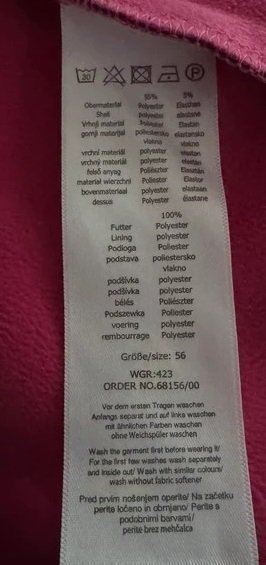 30 P
95% 5%
Obermaterial Polyester Elasthan
Shell Polyester elastane
Vrhnji material Poliester Elastan
gornji materijal poliestersko elastansko
vlakno vlakno
vrchní materiál polyester elastan
vrchný materiál polyester elastan
felső anyag Poliészter Elasztán
materiał wierzchni Poliester Elastan
bovenmateriaal polyester elastaan
dessus Polyester élastane
100%
Futter Polyester
Lining Polyester
Podloga Poliester
podstava poliestersko
vlakno
podšívka polyester
podšívka polyester
bélés Poliészter
Podszewka Poliester
voering polyester
rembourrage Polyester
Größe/size: 56
WGR:423
ORDER NO.68156/00
Vor dem ersten Tragen waschen
Anfangs separat und auf links waschen
mit ähnlichen Farben waschen
ohne Weichspüler waschen
Wash the garment first before wearing it/
For the first few washes wash separately
and inside out/ Wash with similar colours/
wash without fabric softener
Pred prvim nošenjem operite/ Na začetku
perite ločeno in obrnjeno/ Perite s
podobnimi barvami/
perite brez mehčalca